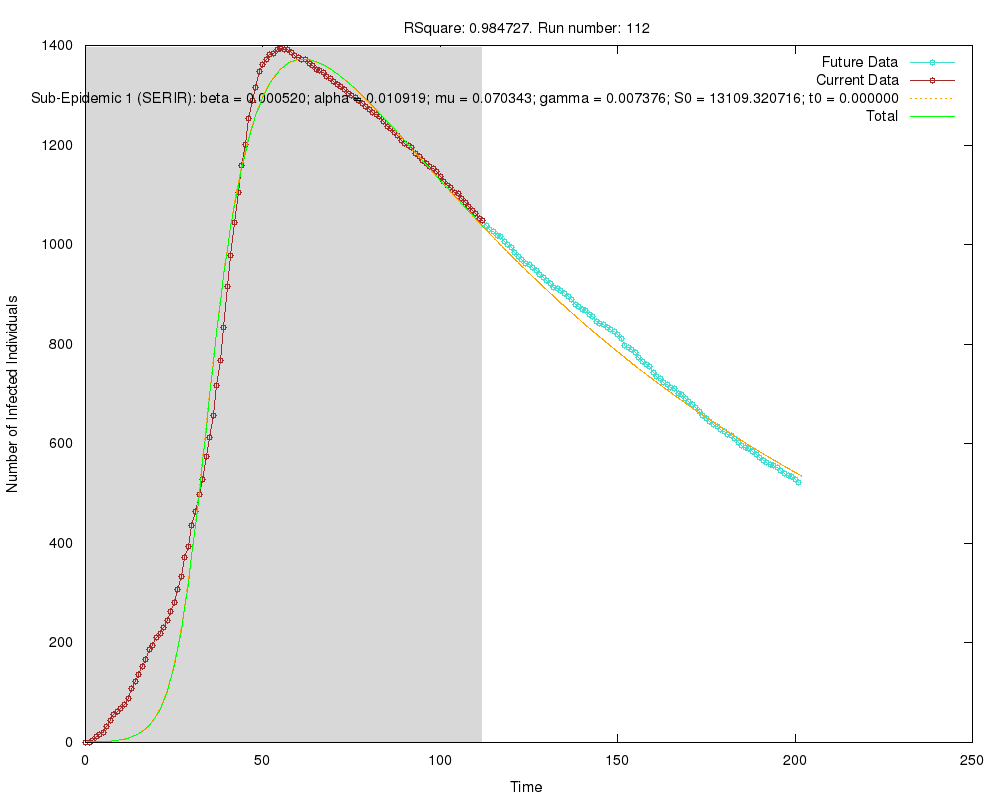 RSquare: 0.984727. Run number: 112
1400
1200
1000
800
600
400
200
0
Number of Infected Individuals
Future Data
Current Data
Sub-Epidemic 1 (SERIR): beta = 0.000520; alpha = 0.010919; mu = 0.070343; gamma = 0.007376; S0 = 13109.320716; t0 = 0.000000
Total
0 50 100 150 200 250
Time